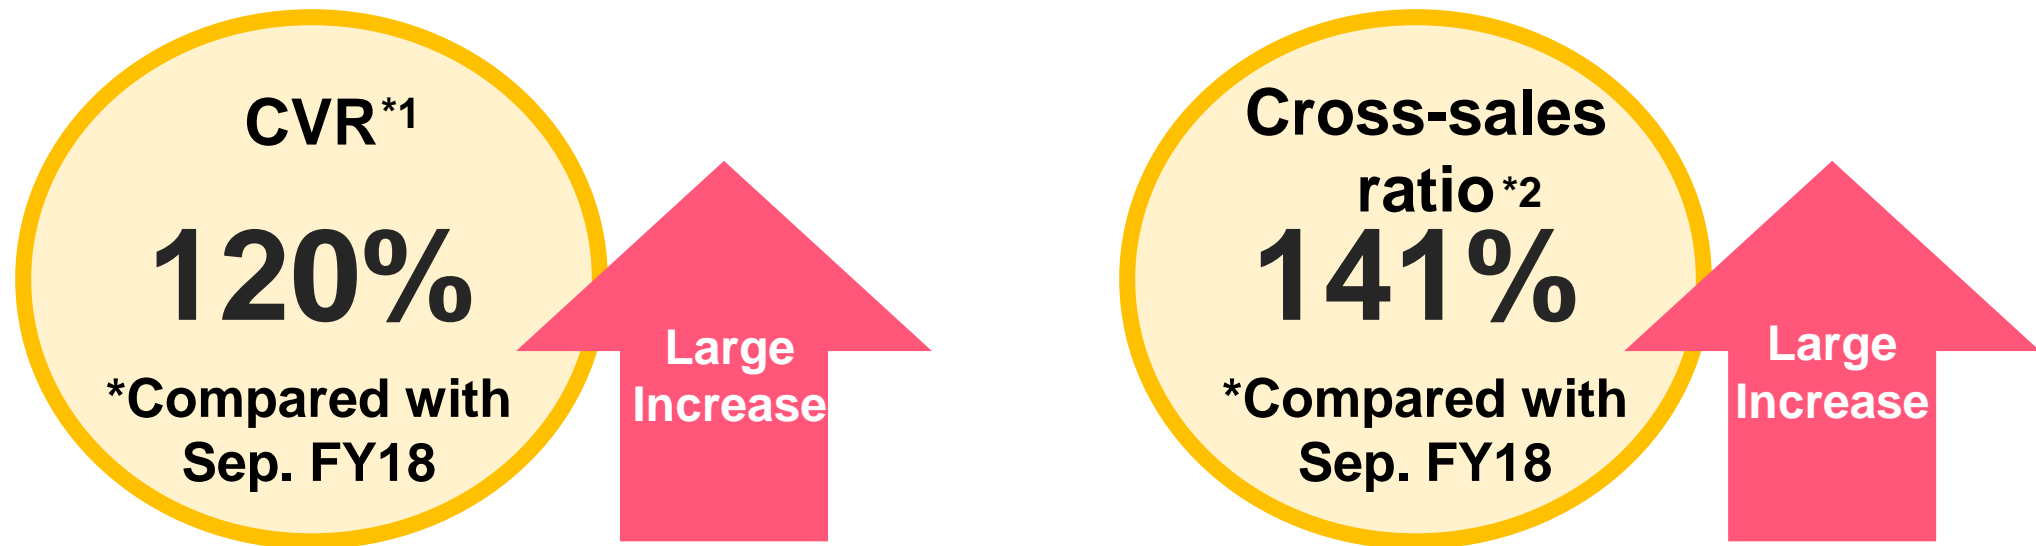 CVR*1
120%
*Compared with
Sep. FY18
Large
Increase
Cross-sales
ratio*2
141%
*Compared with
Sep. FY18
Large
Increase